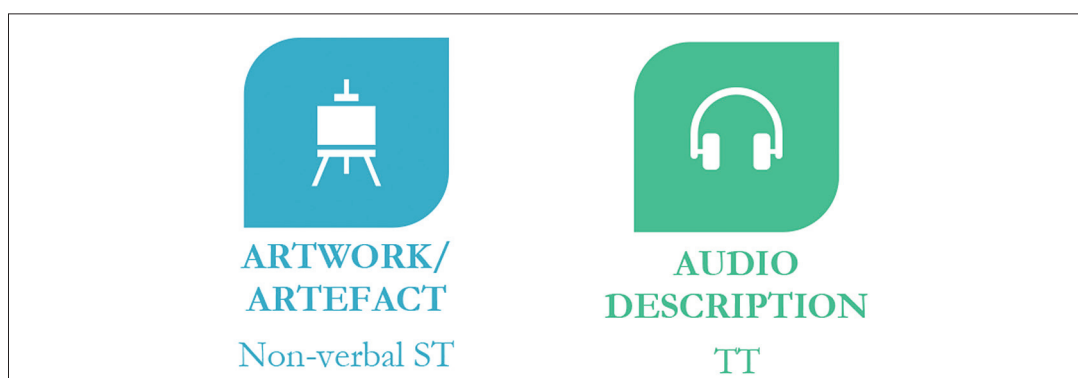 ARTWORK/
ARTEFACT
Non-verbal ST
AUDIO
DESCRIPTION
TT